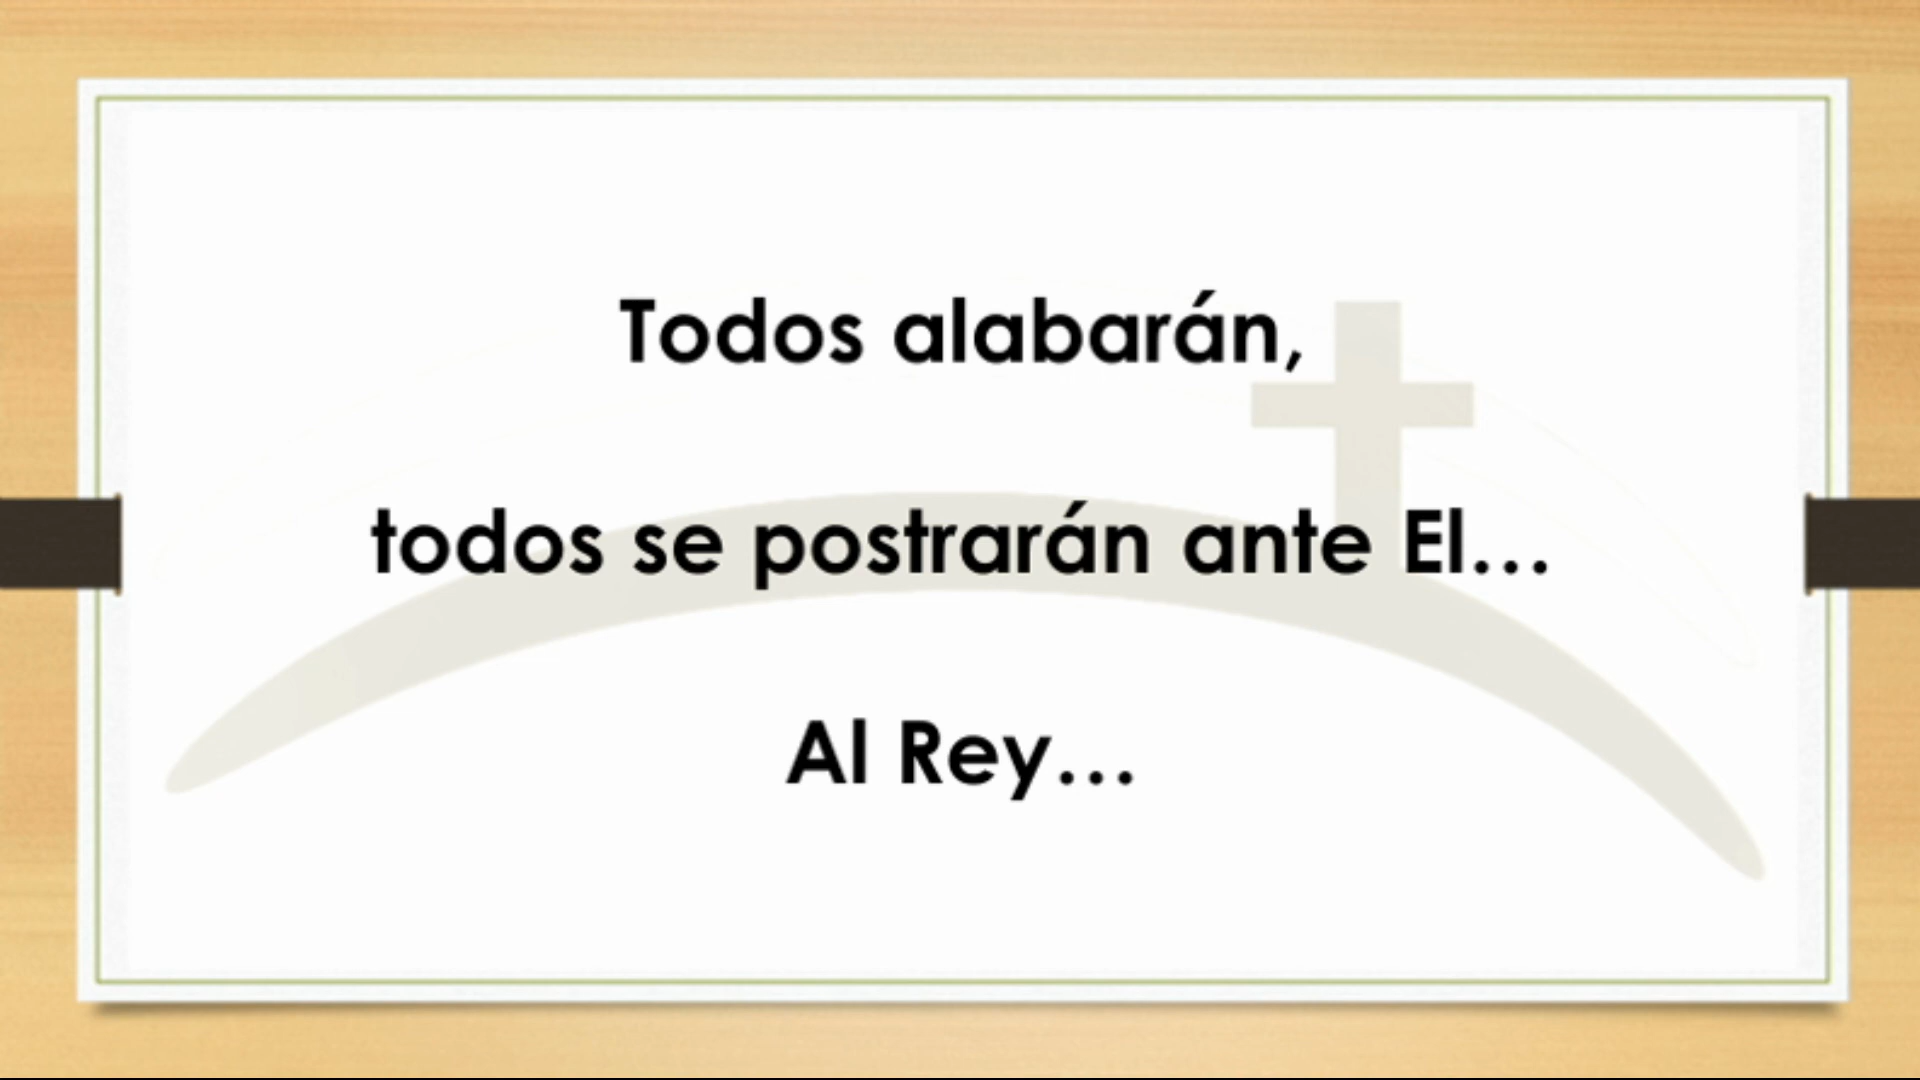 Todos alabarán,
todos se postrarán ante El...
Al Rey...